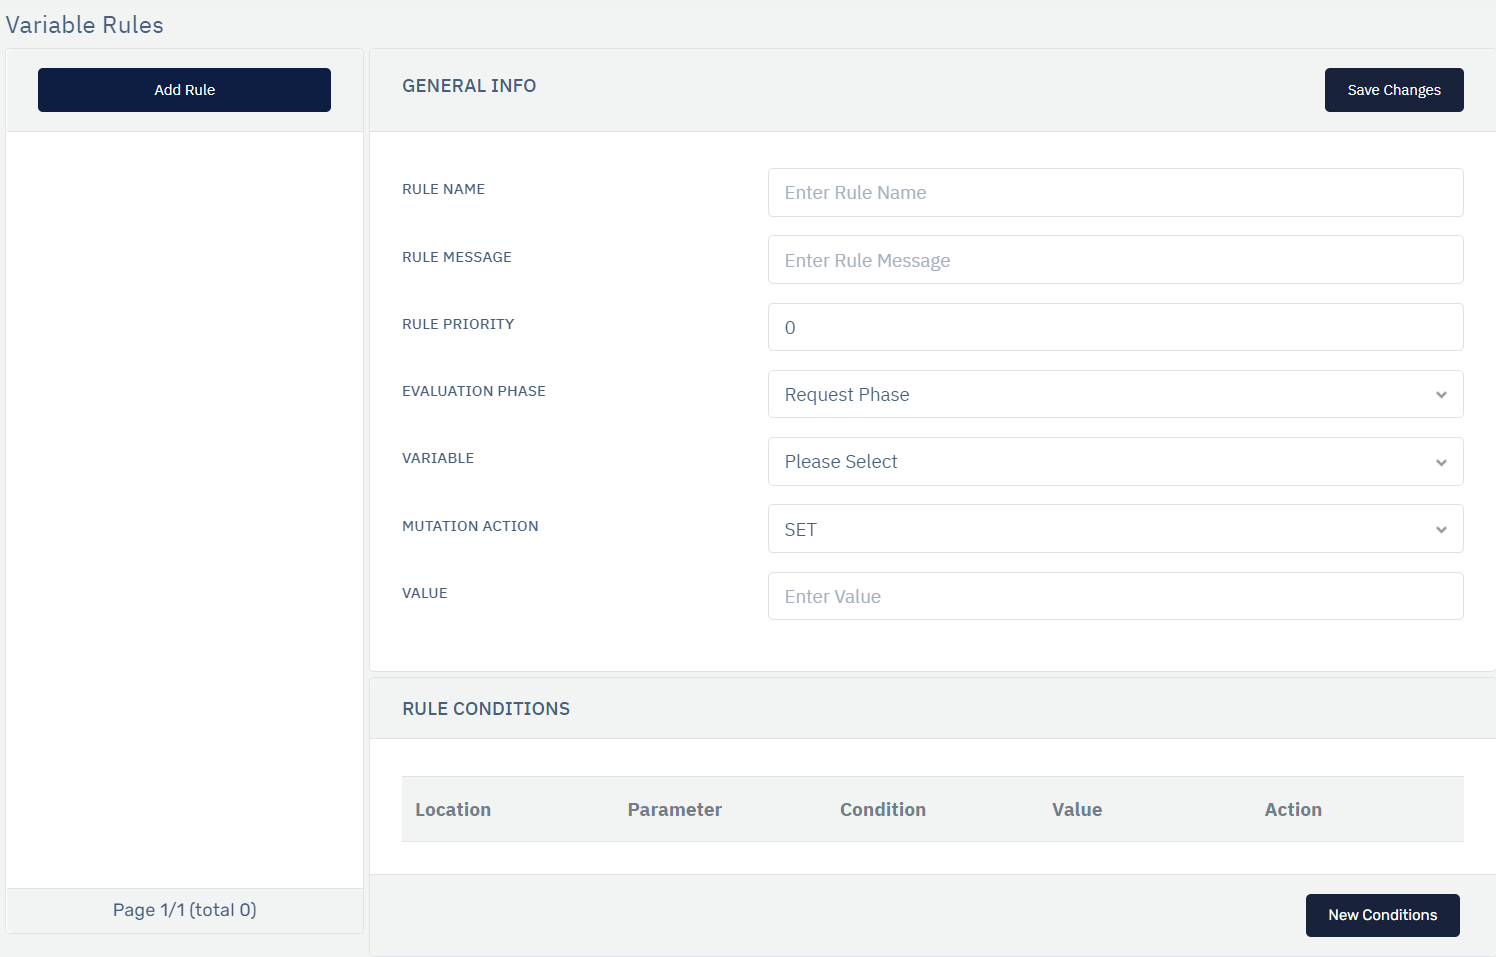 Variable Rules
Add Rule
GENERAL INFO
Save Changes
RULE NAME
Enter Rule Name
RULE MESSAGE
Enter Rule Message
RULE PRIORITY
0
EVALUATION PHASE
Request Phase
VARIABLE
Please Select
MUTATION ACTION
SET
VALUE
Enter Value
RULE CONDITIONS
Location Parameter Condition Value Action
Page 1/1 (total 0)
New Conditions